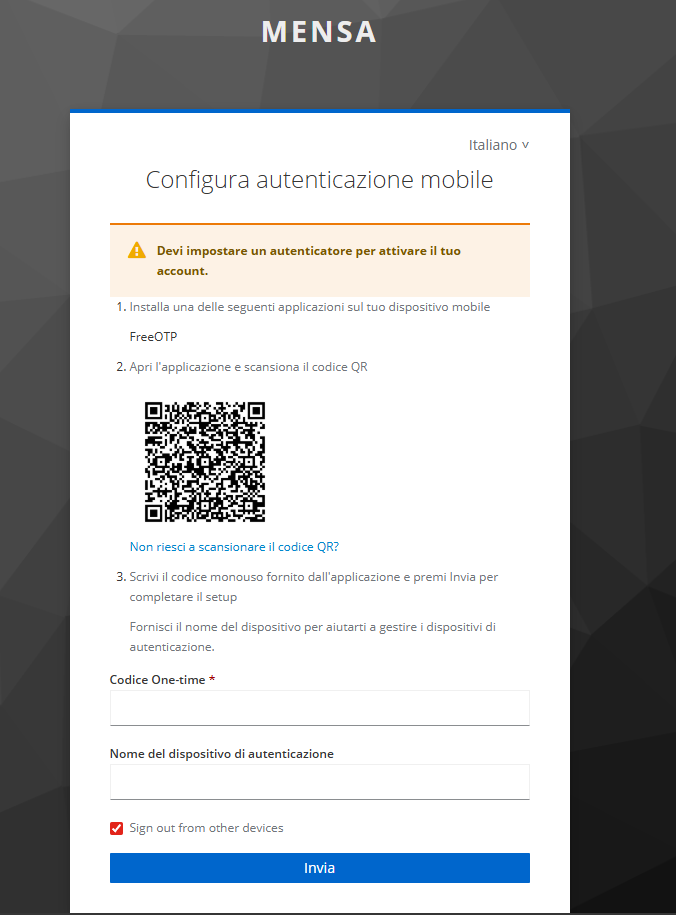 MENSA
Italiano
Configura autenticazione mobile
Devi impostare un autenticatore per attivare il tuo
account.
1. Installa una delle seguenti applicazioni sul tuo dispositivo mobile
FreeOTP
2. Apri l'applicazione e scansiona il codice QR
Non riesci a scansionare il codice QR?
3. Scrivi il codice monouso fornito dall'applicazione e premi Invia per
completare il setup
Fornisci il nome del dispositivo per aiutarti a gestire i dispositivi di
autenticazione.
Codice One-time *
Nome del dispositivo di autenticazione
Sign out from other devices
Invia